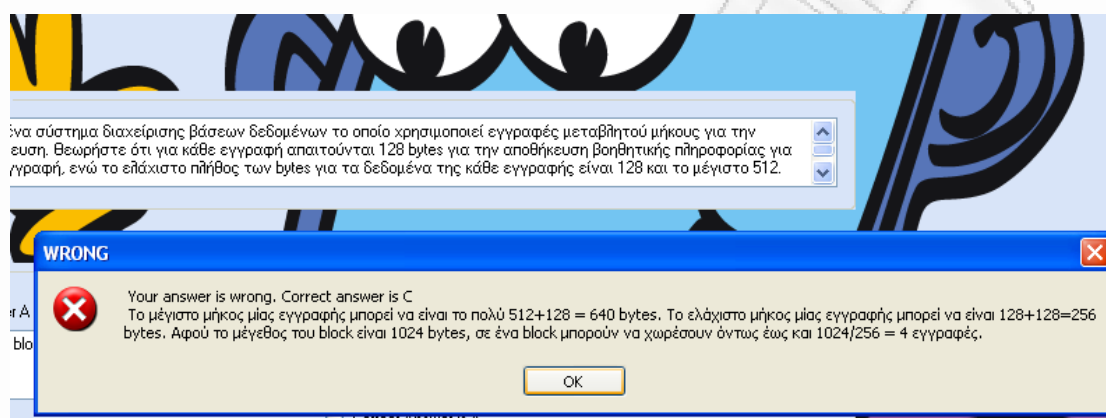 ένα σύστημα διαχείρισης βάσεων δεδομένων το οποίο χρησιμοποιεί εγγραφές μεταβλητού μήκους για την
ευση. Θεωρήστε ότι για κάθε εγγραφή απαιτούνται 128 bytes για την αποθήκευση βοηθητικής πληροφορίας για
γγραφή, ενώ το ελάχιστο πλήθος των bytes για τα δεδομένα της κάθε εγγραφής είναι 128 και το μέγιστο 512.
WRONG
Your answer is wrong. Correct answer is C
Το μέγιστο μήκος μίας εγγραφής μπορεί να είναι το πολύ 512+128 = 640 bytes. Το ελάχιστο μήκος μίας εγγραφής μπορεί να είναι 128+128=256
bytes. Αφού το μέγεθος του block είναι 1024 bytes, σε ένα block μπορούν να χωρέσουν όντως έως και 1024/256 = 4 εγγραφές.
r A
blo
OK